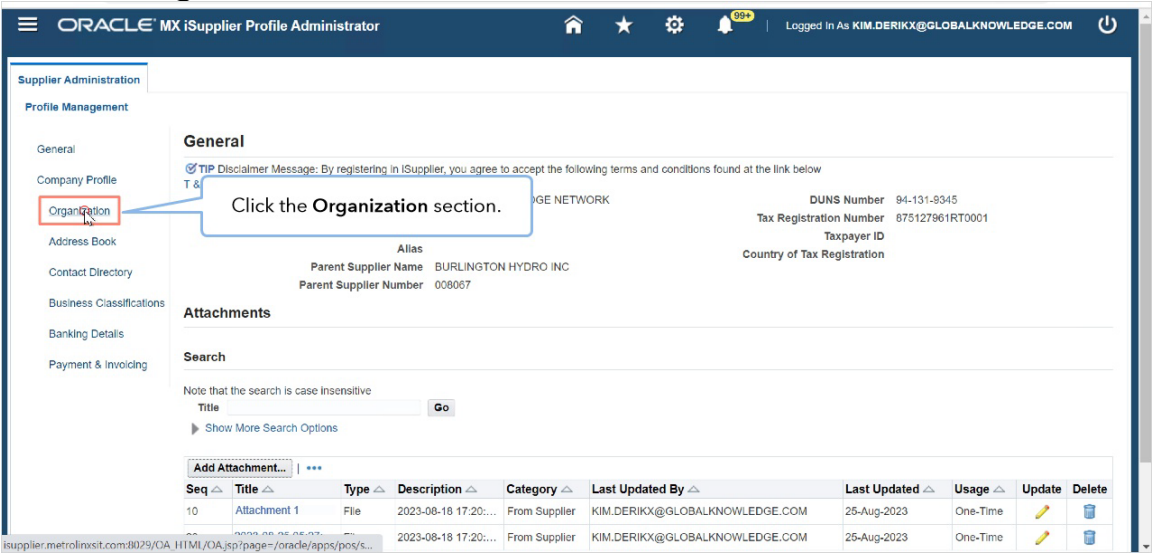 ORACLE MX iSupplier Profile Administrator
99+
Logged In As KIM.DERIKX@GLOBALKNOWLEDGE.COM
Supplier Administration
Profile Management
General
Company Profile
Organization
Address Book
Contact Directory
Business Classifications
Banking Details
Payment & Invoicing
General
TIP Disclaimer Message: By registering in iSupplier, you agree to accept the following terms and conditions found at the link below
T &
Click the Organization section.
NETWORK
Alias
Parent Supplier Name BURLINGTON HYDRO INC
Parent Supplier Number 008067
DUNS Number 94-131-9345
Tax Registration Number 875127961RT0001
Taxpayer ID
Country of Tax Registration
Attachments
Search
Note that the search is case insensitive
Title Go
Show More Search Options
Add Attachment... | •••
Seq Title Type Description Category Last Updated By Last Updated Usage Update Delete
10 Attachment 1 File 2023-08-18 17:20:... From Supplier KIM.DERIKX@GLOBALKNOWLEDGE.COM 25-Aug-2023 One-Time
2023-08-18 17:20:... From Supplier KIM.DERIKX@GLOBALKNOWLEDGE.COM 25-Aug-2023 One-Time
isupplier.metrolinxsit.com:8029/OA_HTML/OA.jsp?page=/oracle/apps/pos/s...